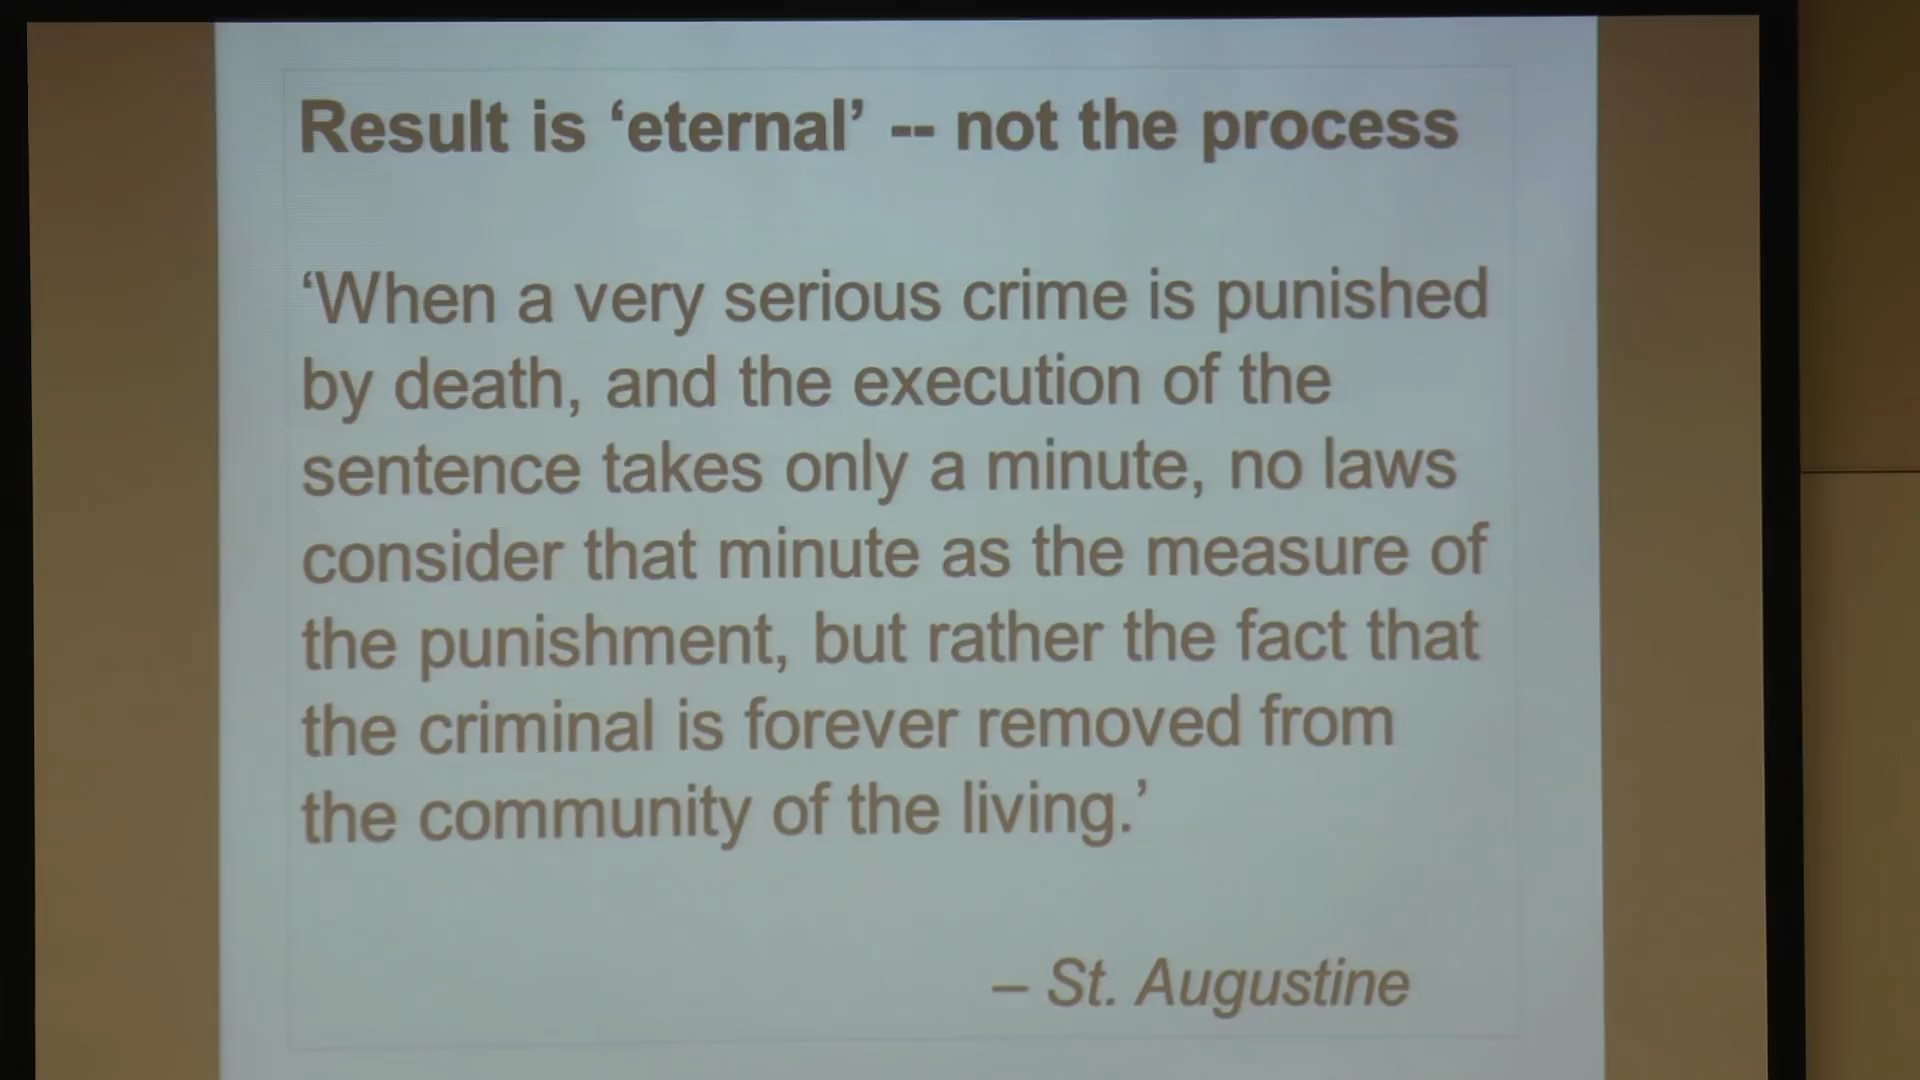 Result is ‘eternal’ -- not the process
‘When a very serious crime is punished
by death, and the execution of the
sentence takes only a minute, no laws
consider that minute as the measure of
the punishment, but rather the fact that
the criminal is forever removed from
the community of the living.’
– St. Augustine